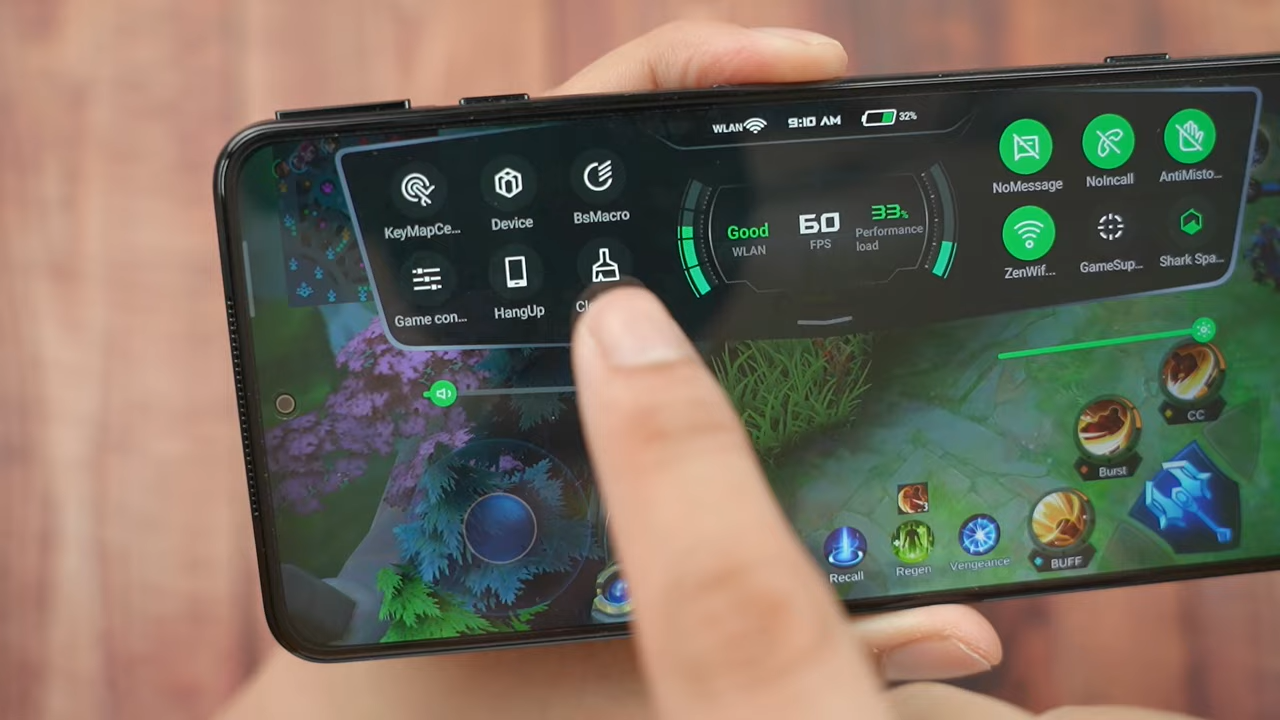 WLAN 9:10 AM 32%
KeyMapCe...
Device
BsMacro
Game con...
HangUp
Good
WLAN
60
FPS
33%
Performance
load
NoMessage
NoIncall
AntiMisto...
ZenWif...
GameSup...
Shark Spa...
CC
Burst
BUFF
Recall
Regen
Vengeance